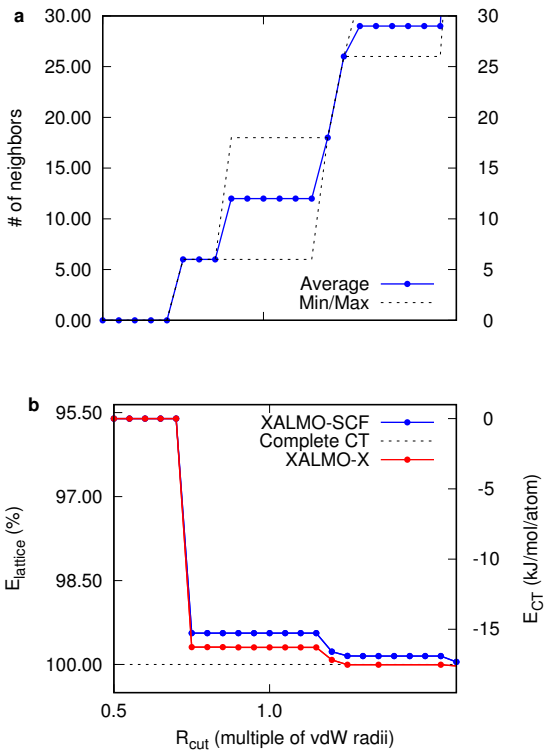 a
30.00
25.00
20.00
15.00
10.00
5.00
0.00
# of neighbors
30
25
20
15
10
5
0
Average
Min/Max
b
95.50
97.00
98.50
100.00
E_lattice (%)
XALMO-SCF
Complete CT
XALMO-X
0
-5
-10
-15
E_CT (kJ/mol/atom)
0.5
1.0
R_cut (multiple of vdW radii)